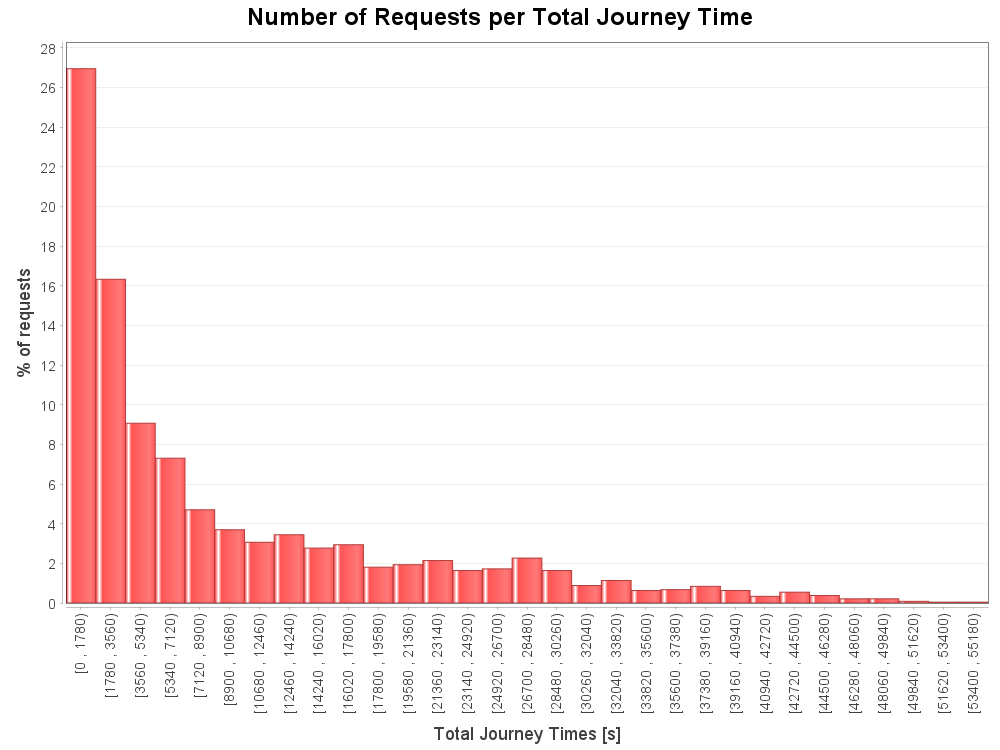 Number of Requests per Total Journey Time
% of requests
28
26
24
22
20
18
16
14
12
10
8
6
4
2
0
[0 , 1780)
[1780 , 3560)
[3560 , 5340)
[5340 , 7120)
[7120 , 8900)
[8900 , 10680)
[10680 , 12460)
[12460 , 14240)
[14240 , 16020)
[16020 , 17800)
[17800 , 19580)
[19580 , 21360)
[21360 , 23140)
[23140 , 24920)
[24920 , 26700)
[26700 , 28480)
[28480 , 30260)
[30260 , 32040)
[32040 , 33820)
[33820 , 35600)
[35600 , 37380)
[37380 , 39160)
[39160 , 40940)
[40940 , 42720)
[42720 , 44500)
[44500 , 46280)
[46280 , 48060)
[48060 , 49840)
[49840 , 51620)
[51620 , 53400)
[53400 , 55180)
Total Journey Times [s]